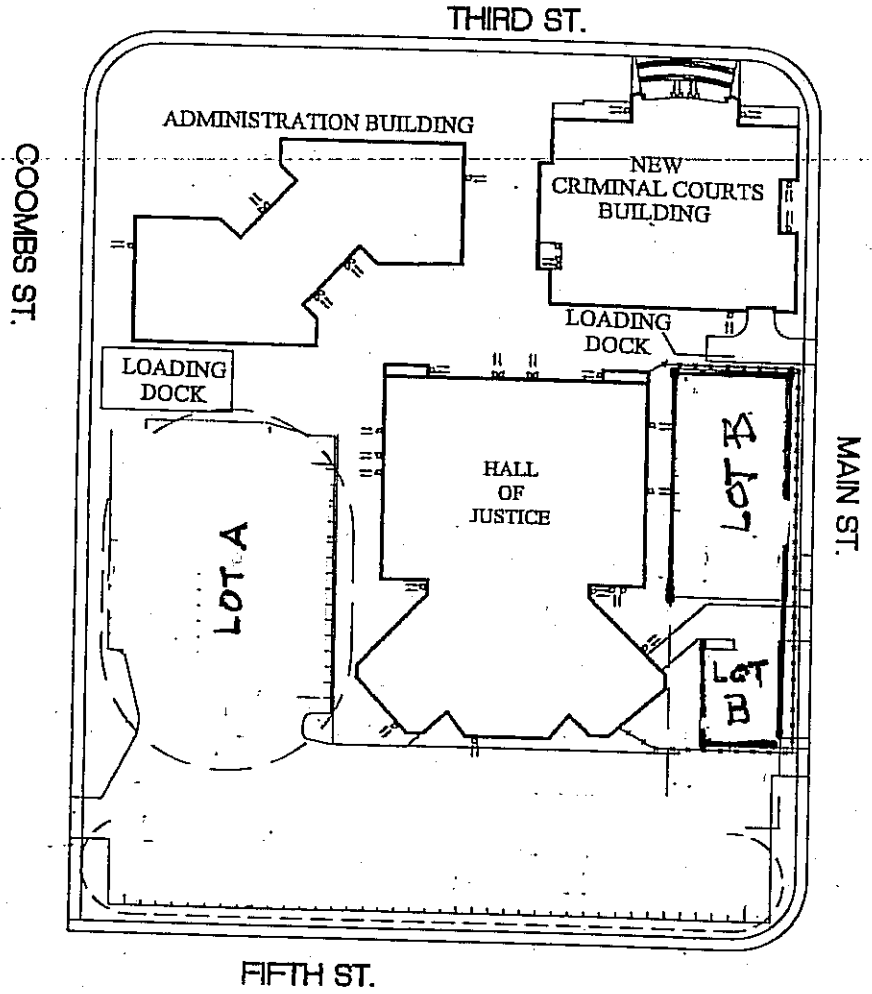 THIRD ST.
ADMINISTRATION BUILDING
NEW
CRIMINAL COURTS
BUILDING
COOMBS ST.
LOADING
DOCK
LOADING
DOCK
LOT
MAIN ST.
HALL
OF
JUSTICE
LOT A
LOT
B
FIFTH ST.